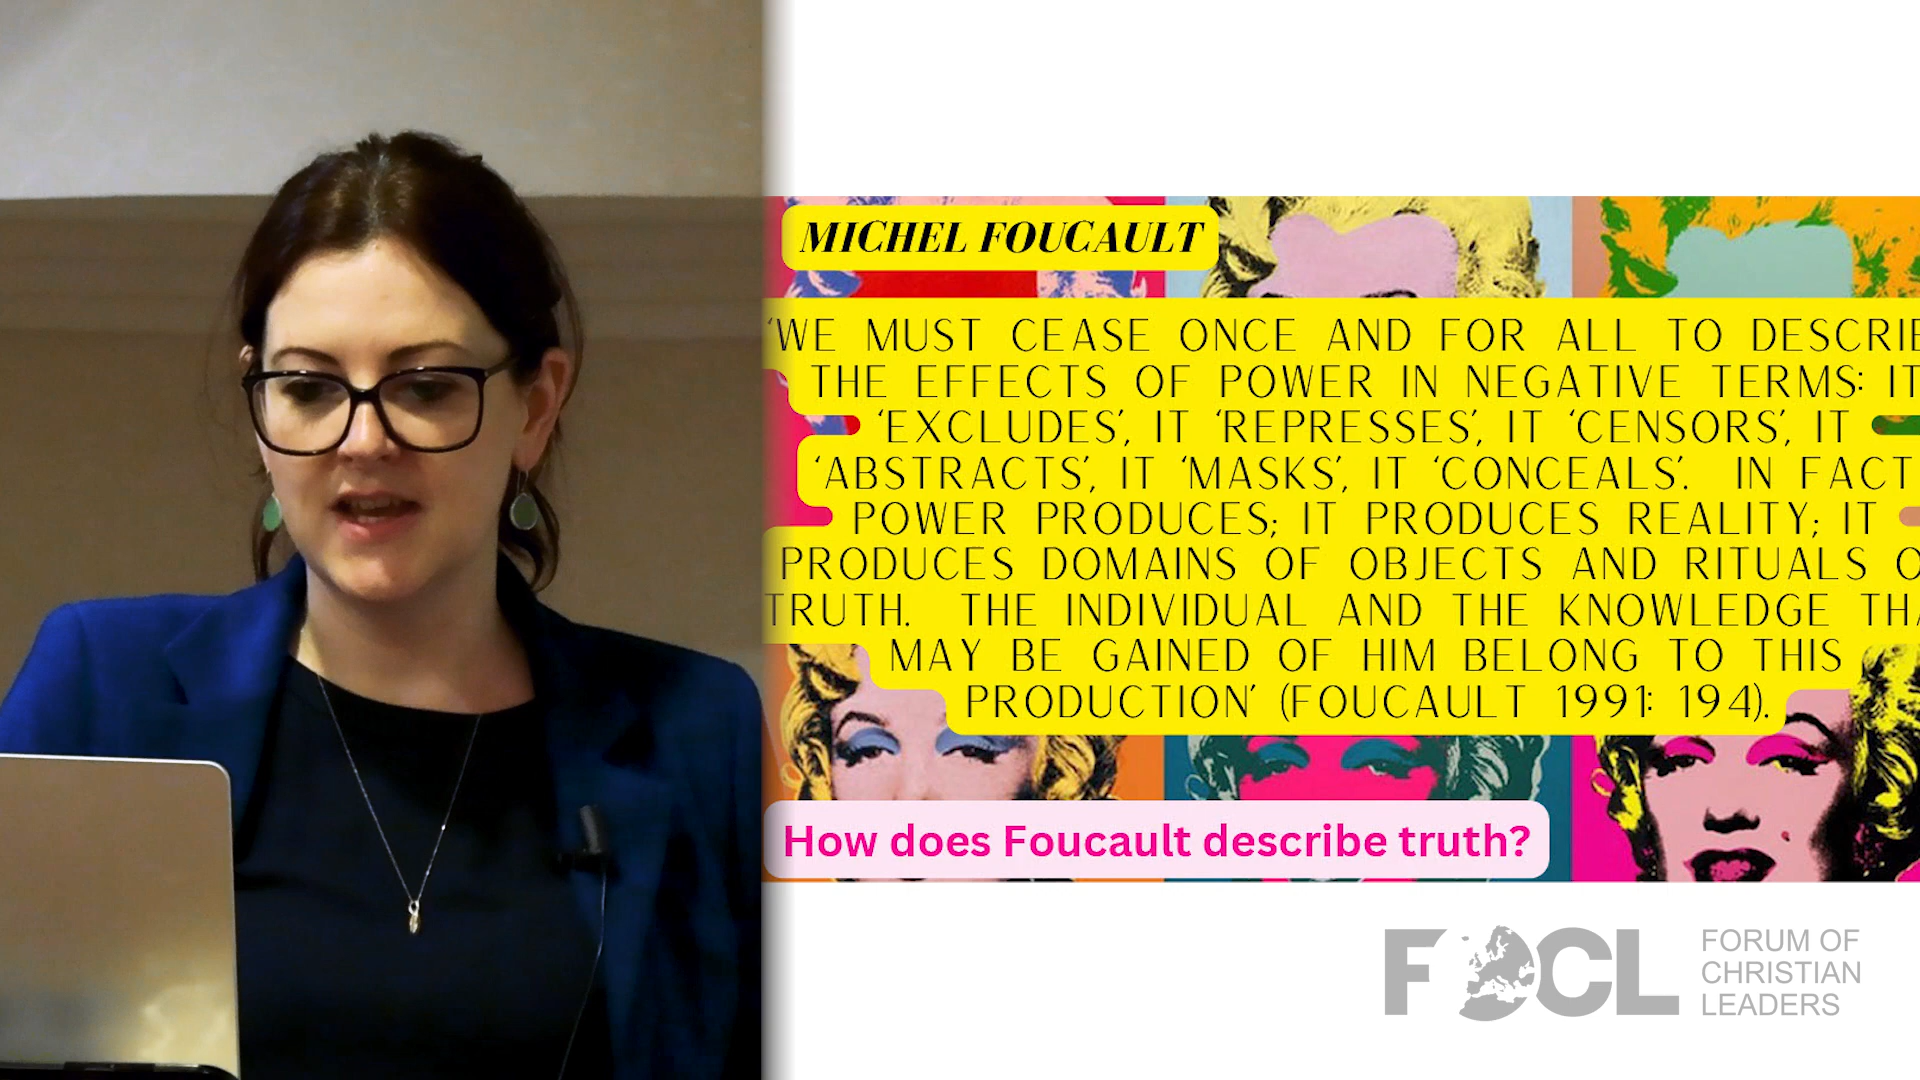 MICHEL FOUCAULT
‘WE MUST CEASE ONCE AND FOR ALL TO
THE EFFECTS OF POWER IN NEGATIVE TERMS: IT
‘EXCLUDES’, IT ‘REPRESSES’, IT ‘CENSORS’, IT
‘ABSTRACTS’, IT ‘MASKS’, IT ‘CONCEALS’. IN FACT
POWER PRODUCES; IT PRODUCES REALITY; IT
PRODUCES DOMAINS OF OBJECTS AND RITUALS
TRUTH. THE INDIVIDUAL AND THE KNOWLEDGE
MAY BE GAINED OF HIM BELONG TO THIS
PRODUCTION’ (FOUCAULT 1991: 194).
How does Foucault describe truth?
FOCL
FORUM OF
CHRISTIAN
LEADERS